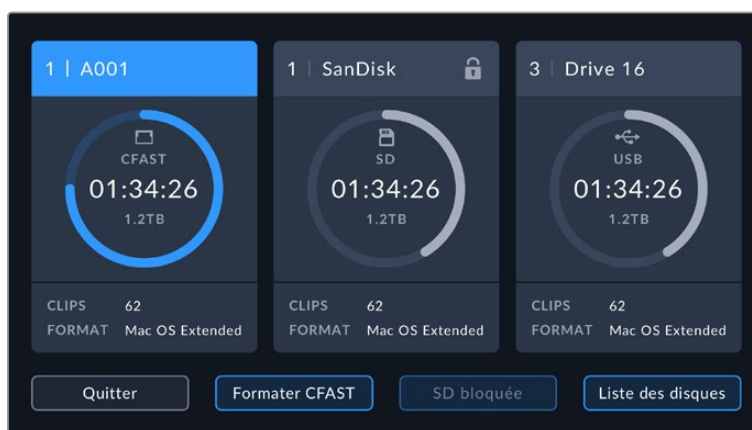 1 | A001
1 | SanDisk
3 | Drive 16
CFAST
01:34:26
1.2TB
SD
01:34:26
1.2TB
USB
01:34:26
1.2TB
CLIPS 62
FORMAT Mac OS Extended
CLIPS 62
FORMAT Mac OS Extended
CLIPS 62
FORMAT Mac OS Extended
Quitter
Formater CFAST
SD bloquée
Liste des disques